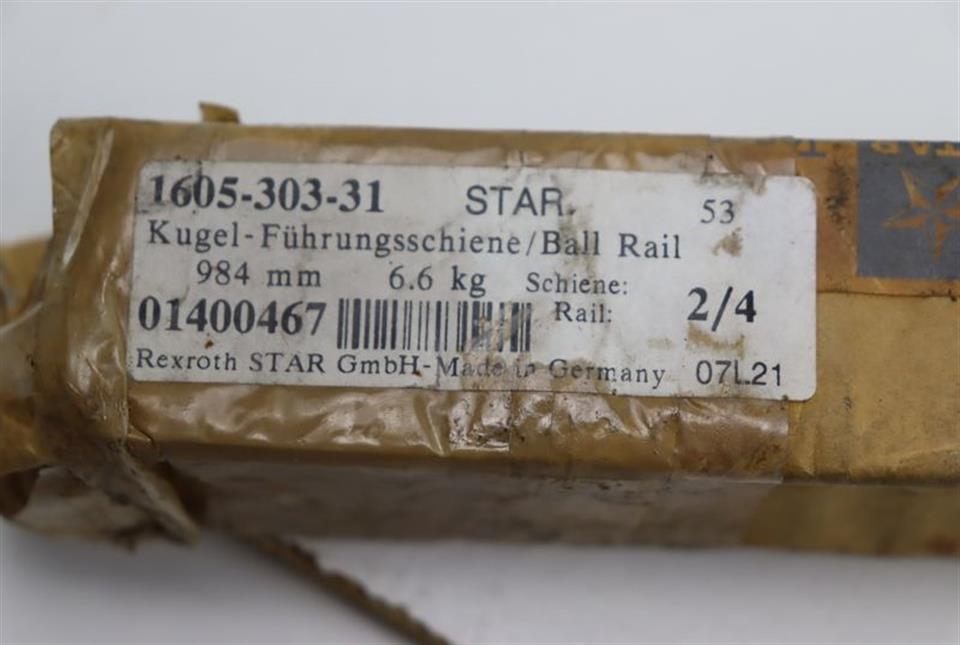 1605-303-31 STAR 53
Kugel-Führungsschiene/Ball Rail
984 mm 6.6 kg Schiene:
01400467 Rail: 2/4
Rexroth STAR GmbH-Made in Germany 07L21
STAR